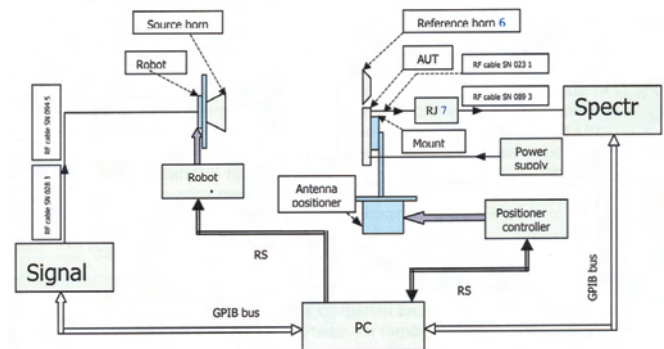 Source horn
Robot
RF cable SN 094 5
RF cable SN 028 1
Robot
.
Signal
RS
GPIB bus
Reference horn 6
AUT
RF cable SN 023 1
RF cable SN 089 3
RJ 7
Spectr
Mount
Power
supply
Antenna
positioner
Positioner
controller
RS
GPIB bus
PC